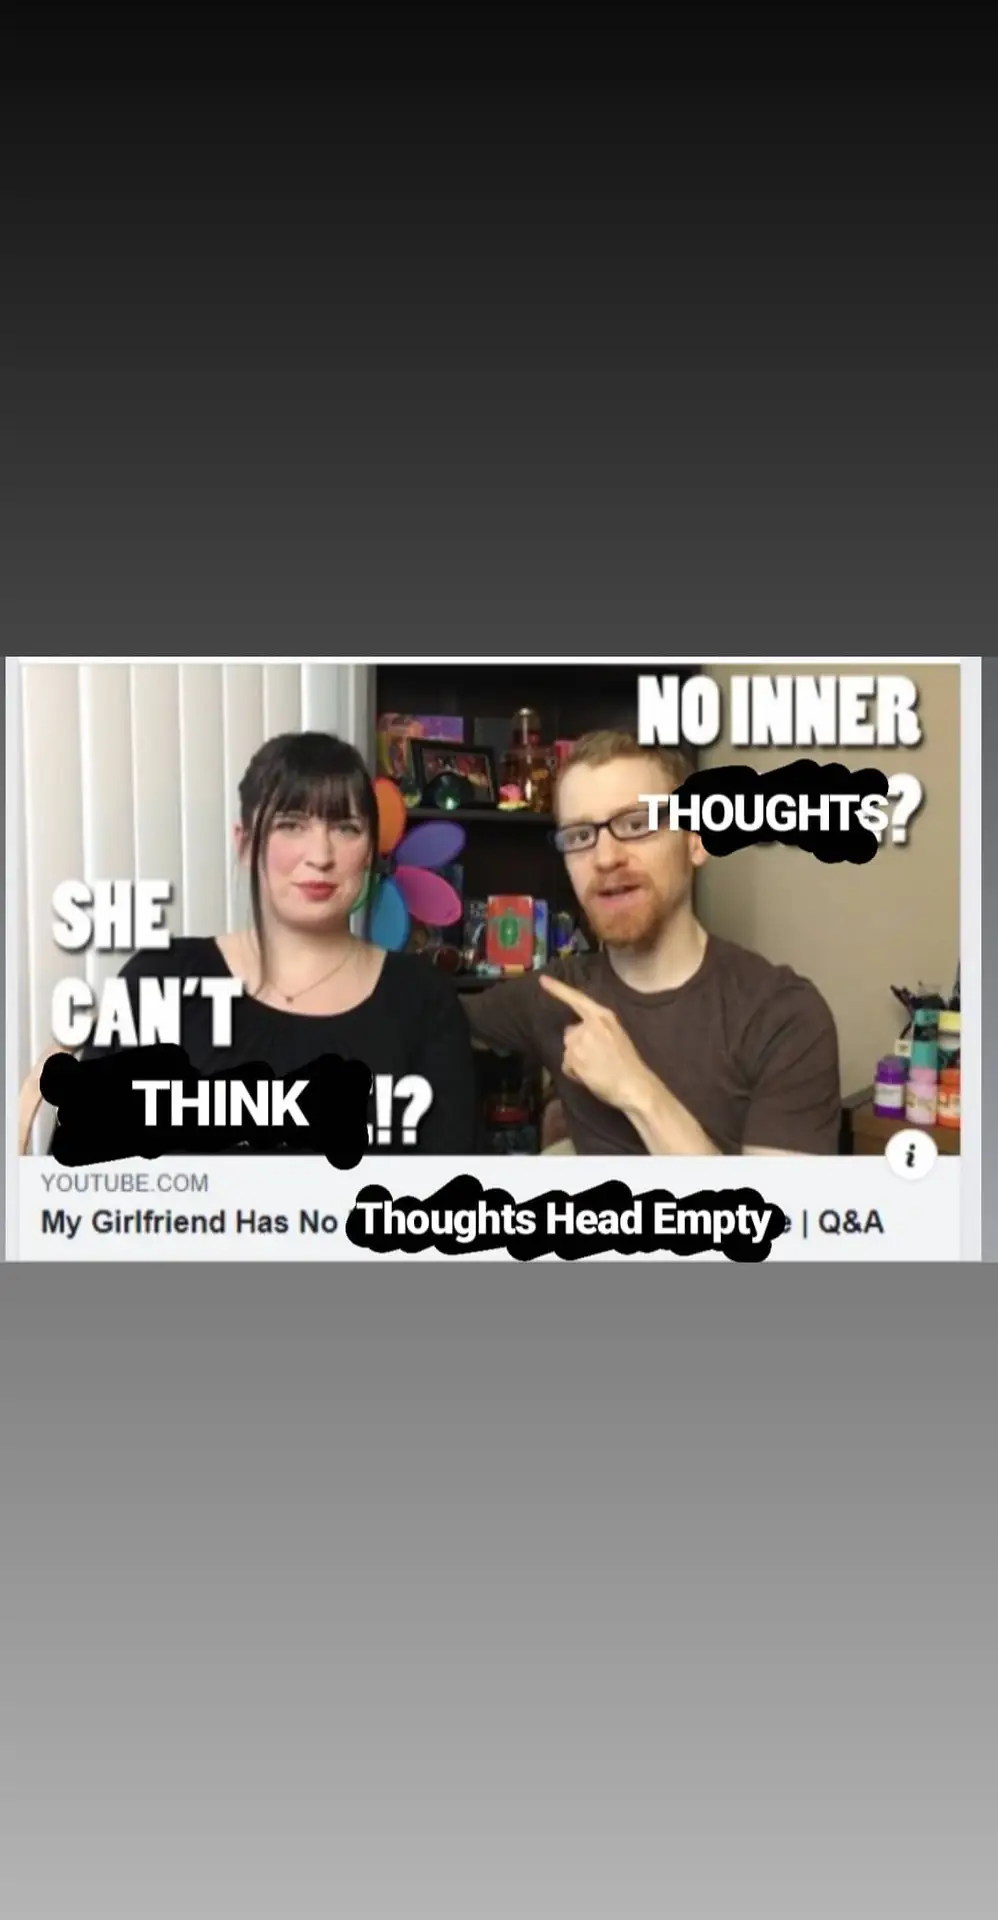 NO INNER
THOUGHTS?
SHE
CAN'T
THINK !?
YOUTUBE.COM
My Girlfriend Has No Thoughts Head Empty e | Q&A
i